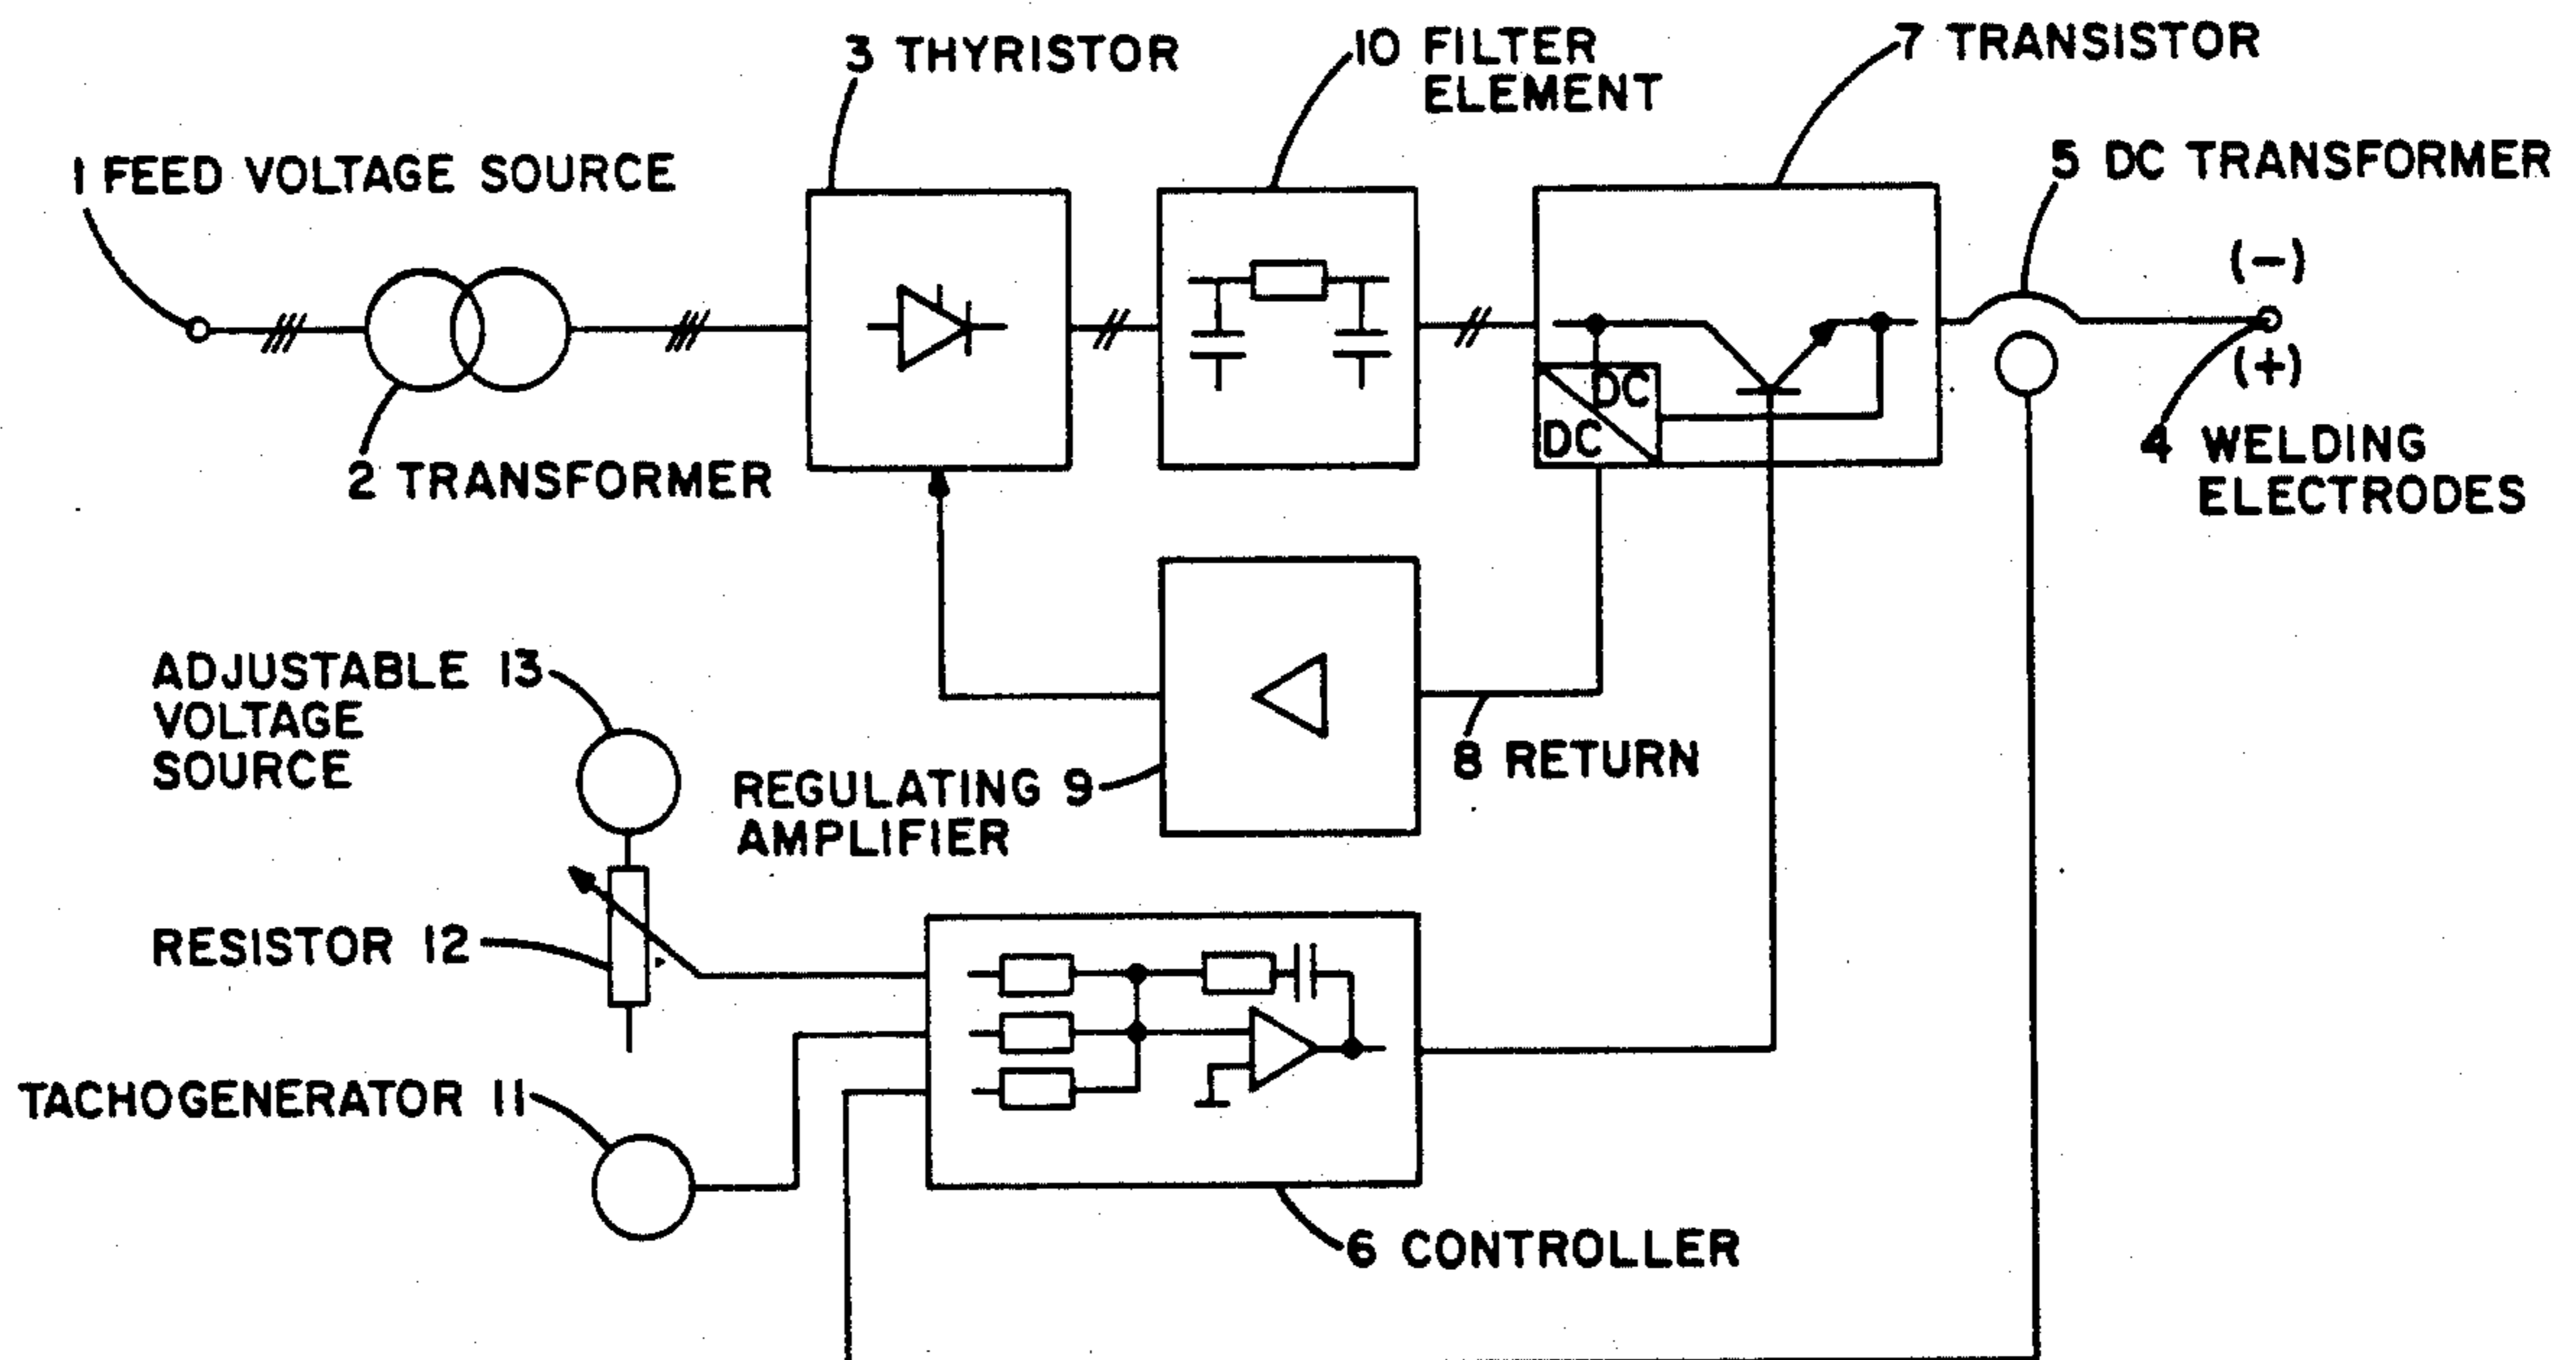 3 THYRISTOR
10 FILTER
ELEMENT
7 TRANSISTOR
1 FEED VOLTAGE SOURCE
5 DC TRANSFORMER
(-)
(+)
DC
DC
2 TRANSFORMER
4 WELDING
ELECTRODES
ADJUSTABLE 13
VOLTAGE
SOURCE
8 RETURN
REGULATING 9
AMPLIFIER
RESISTOR 12
TACHOGENERATOR 11
6 CONTROLLER